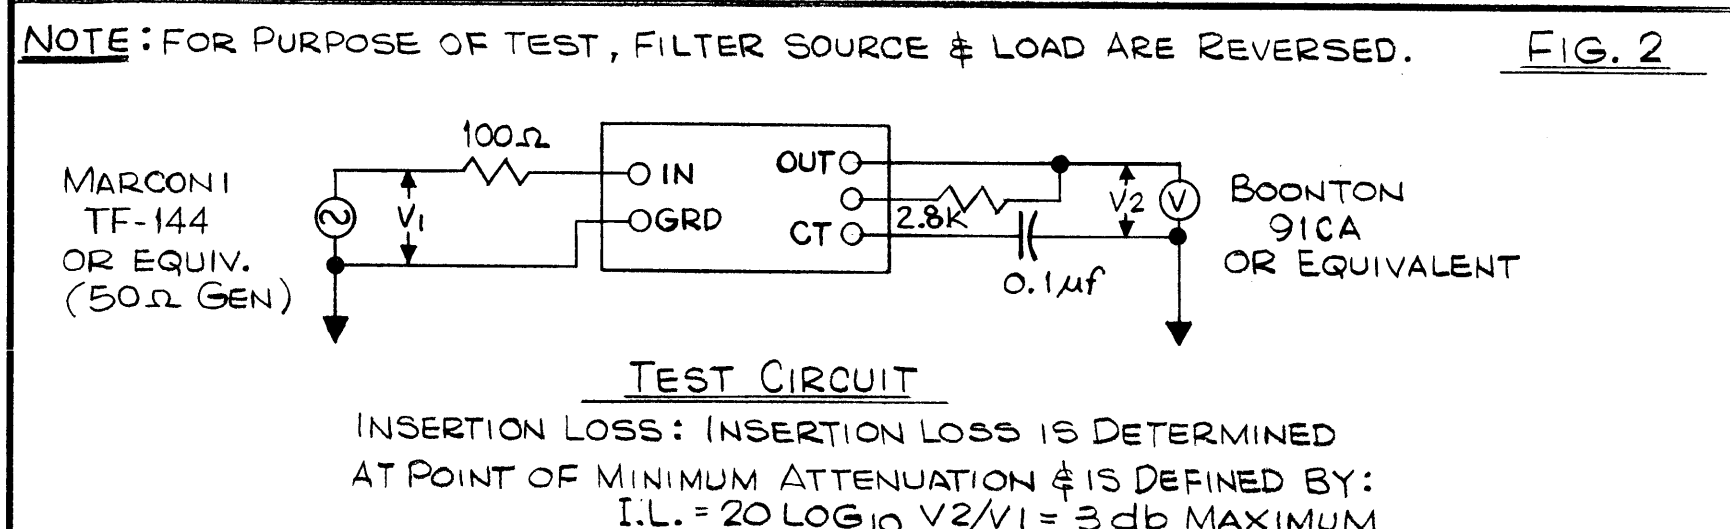 NOTE: FOR PURPOSE OF TEST, FILTER SOURCE & LOAD ARE REVERSED.
FIG. 2
MARCONI
TF-144
OR EQUIV.
(50Ω GEN)
V1
100Ω
IN
GRD
OUT
CT
2.8K
0.1μf
V2
V
BOONTON
91CA
OR EQUIVALENT
TEST CIRCUIT
INSERTION LOSS: INSERTION LOSS IS DETERMINED
AT POINT OF MINIMUM ATTENUATION & IS DEFINED BY:
I.L. = 20 LOG10 V2/V1 = 3 db MAXIMUM